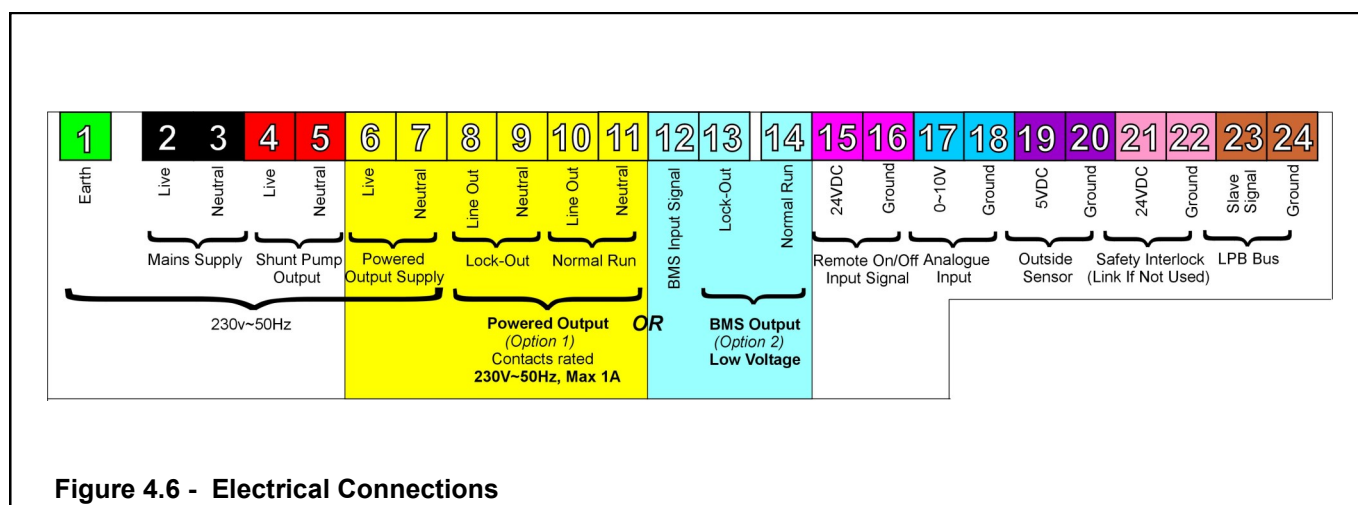 1 2 3 4 5 6 7 8 9 10 11 12 13 14 15 16 17 18 19 20 21 22 23 24
Earth
Live
Neutral
Live
Neutral
Live
Neutral
Line Out
Neutral
Line Out
Neutral
BMS Input Signal
Lock-Out
Normal Run
24VDC
Ground
0~10V
Ground
5VDC
Ground
24VDC
Ground
Slave
Signal
Ground
Mains Supply
Shunt Pump
Output
Powered
Output Supply
Lock-Out
Normal Run
Remote On/Off
Input Signal
Analogue
Input
Outside
Sensor
Safety Interlock
(Link If Not Used)
LPB Bus
230v~50Hz
Powered Output
(Option 1)
Contacts rated
230V~50Hz, Max 1A
OR
BMS Output
(Option 2)
Low Voltage
Figure 4.6 - Electrical Connections